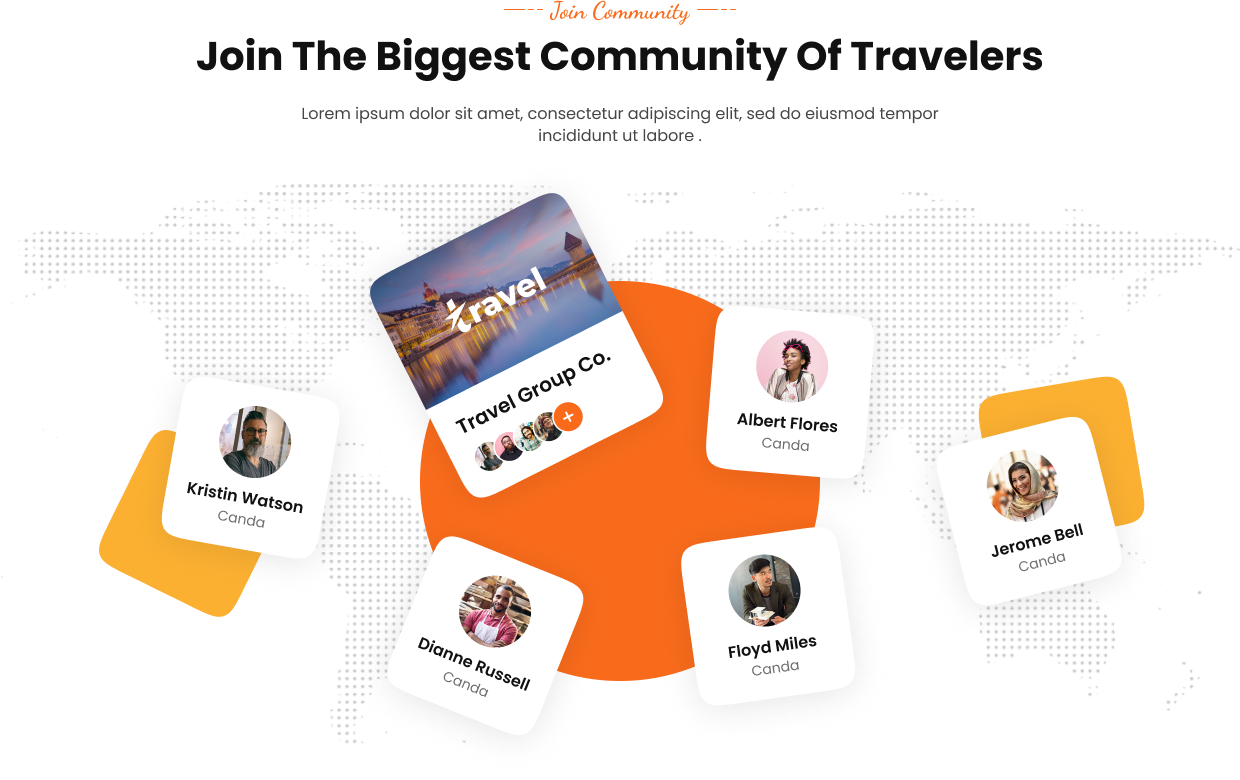 Join Community
Join The Biggest Community Of Travelers
Lorem ipsum dolor sit amet, consectetur adipiscing elit, sed do eiusmod tempor
incididunt ut labore .
travel
Travel Group Co.
+
Albert Flores
Canda
Kristin Watson
Canda
Jerome Bell
Canda
Dianne Russell
Canda
Floyd Miles
Canda